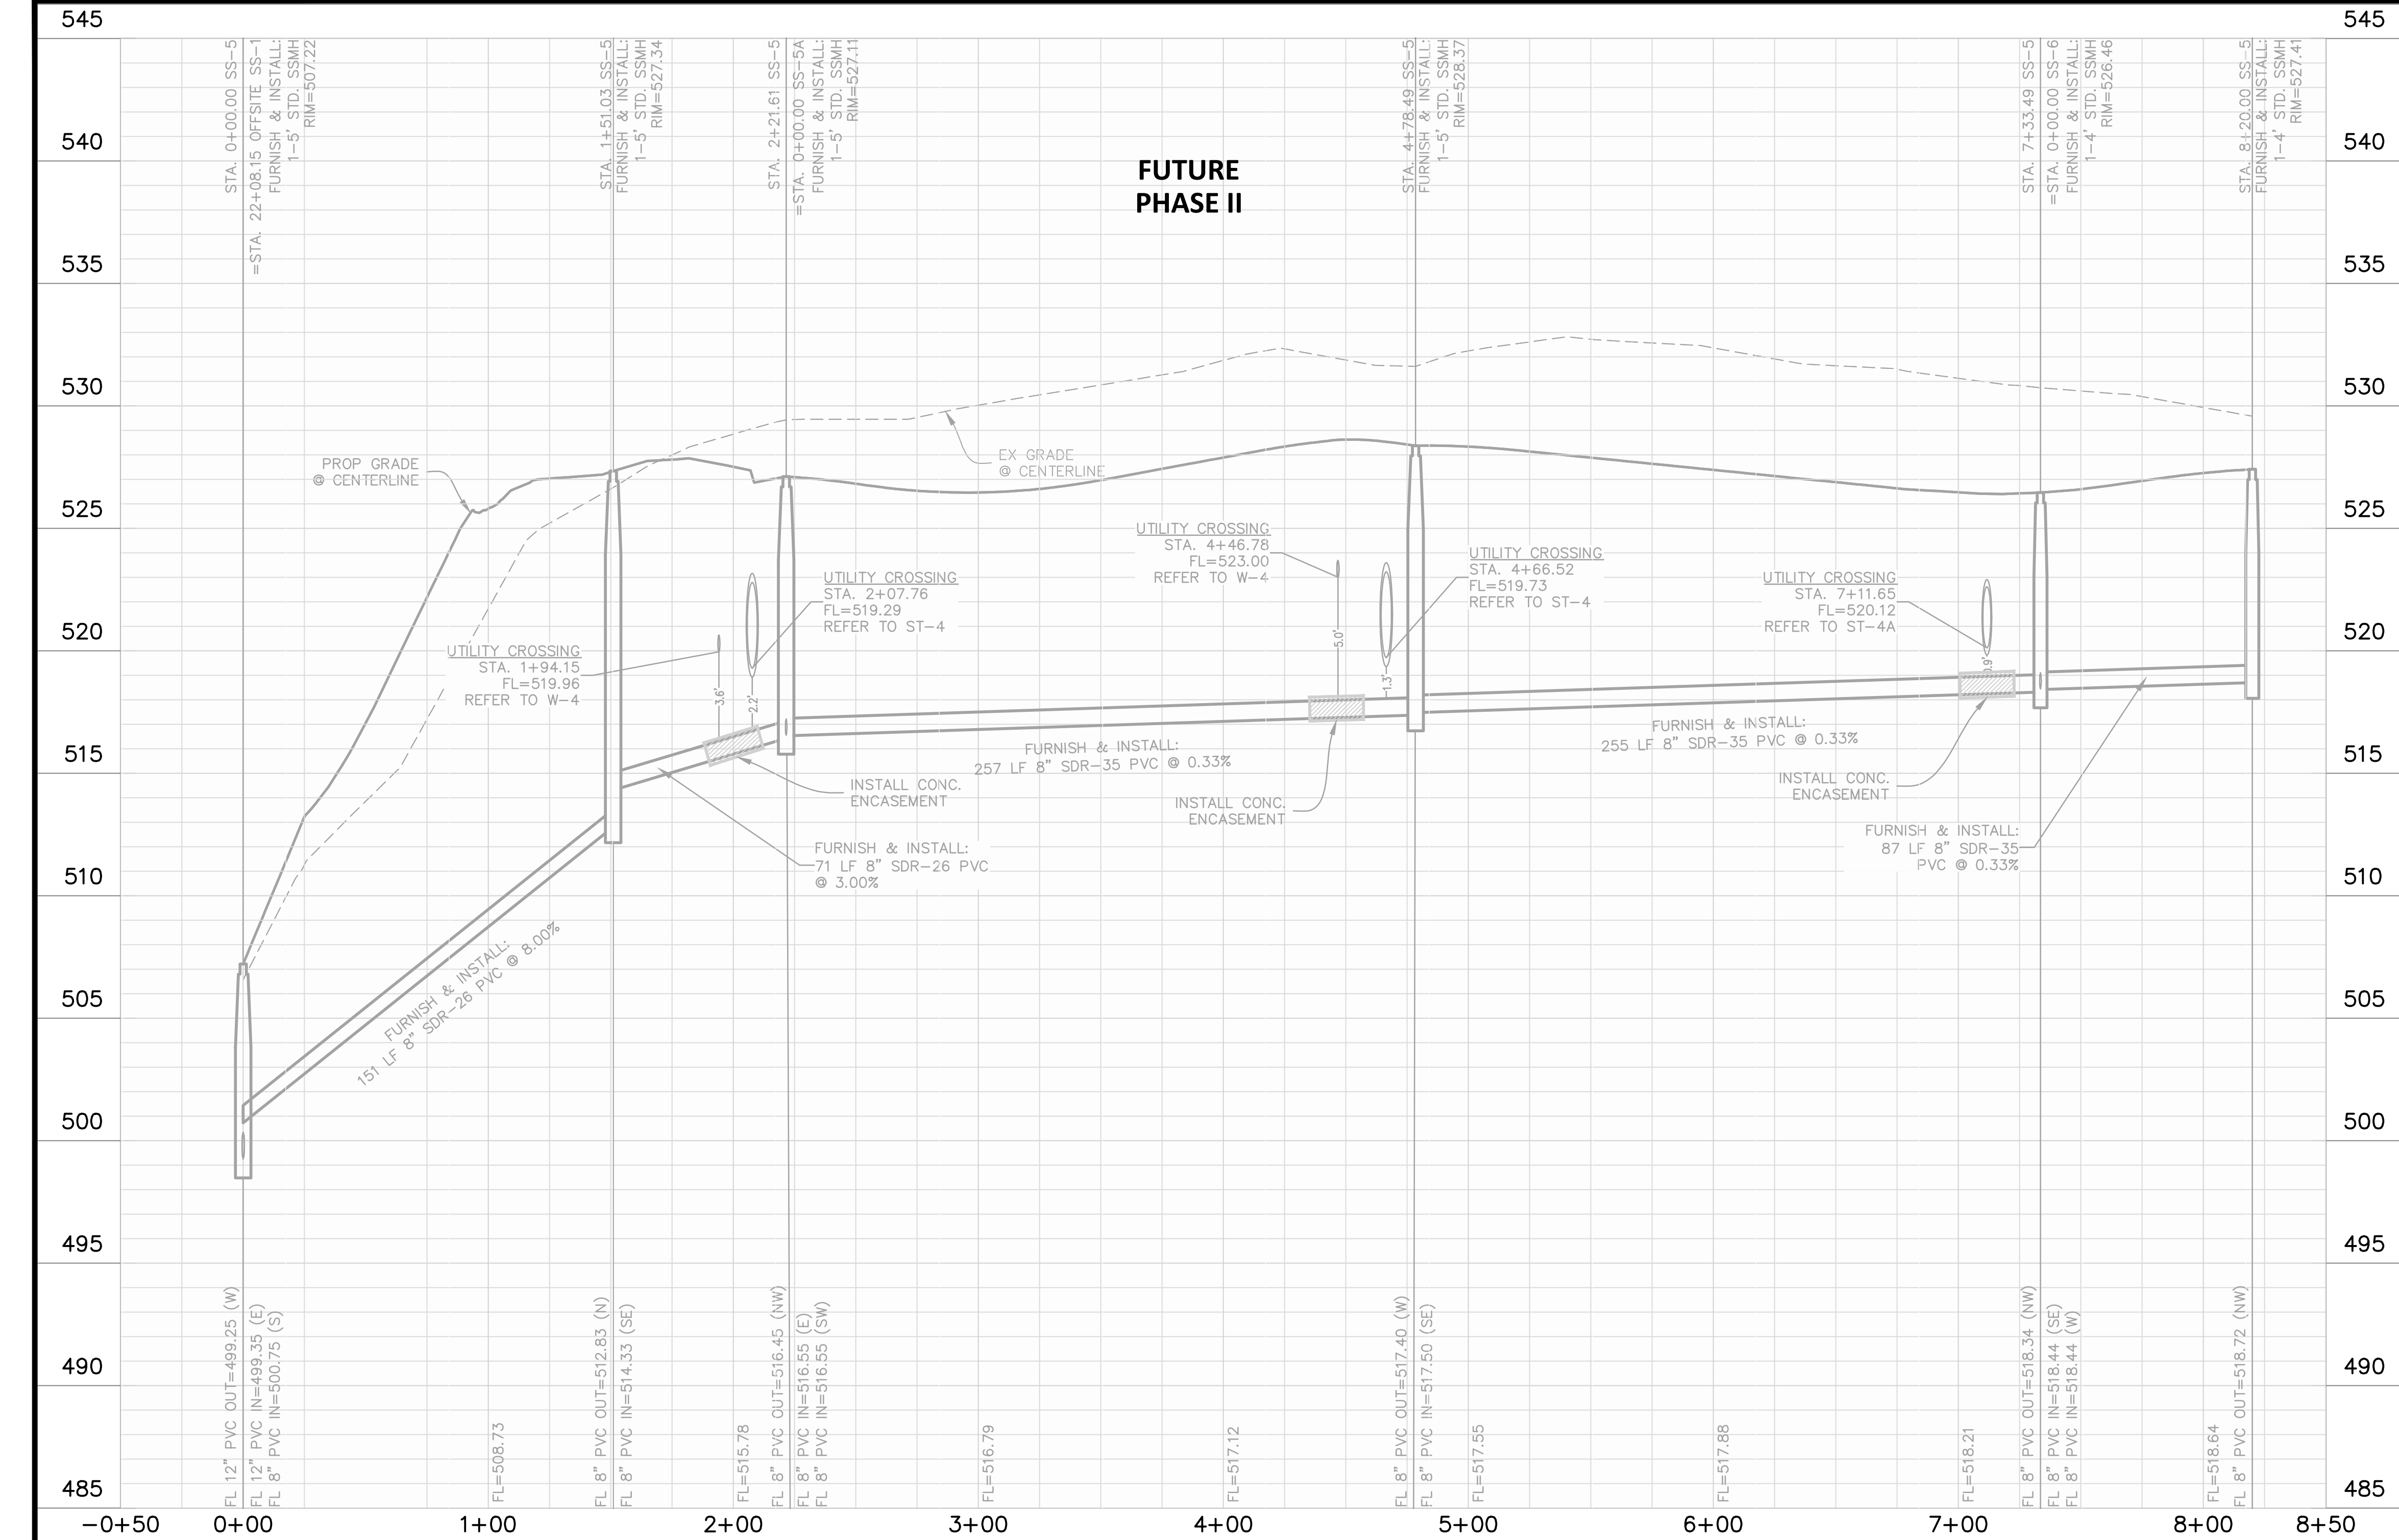 545
545
540
540
535
535
530
530
525
525
520
520
515
515
510
510
505
505
500
500
495
495
490
490
485
485
STA. 0+00.00 SS-5
=STA. 22+08.15 OFFSITE SS-1
FURNISH & INSTALL:
1-5' STD. SSMH
RIM=507.22
STA. 1+51.03 SS-5
FURNISH & INSTALL:
1-5' STD. SSMH
RIM=527.34
STA. 2+21.61 SS-5
=STA. 0+00.00 SS-5A
FURNISH & INSTALL:
1-5' STD. SSMH
RIM=527.11
STA. 4+78.49 SS-5
FURNISH & INSTALL:
1-5' STD. SSMH
RIM=528.37
STA. 7+33.49 SS-5
=STA. 0+00.00 SS-6
FURNISH & INSTALL:
1-4' STD. SSMH
RIM=526.46
STA. 8+20.00 SS-5
FURNISH & INSTALL:
1-4' STD. SSMH
RIM=527.41
FUTURE
PHASE II
PROP GRADE
@ CENTERLINE
EX GRADE
@ CENTERLINE
UTILITY CROSSING
STA. 1+94.15
FL=519.96
REFER TO W-4
UTILITY CROSSING
STA. 2+07.76
FL=519.29
REFER TO ST-4
UTILITY CROSSING
STA. 4+46.78
FL=523.00
REFER TO W-4
UTILITY CROSSING
STA. 4+66.52
FL=519.73
REFER TO ST-4
UTILITY CROSSING
STA. 7+11.65
FL=520.12
REFER TO ST-4A
3.6'
2.2'
5.0'
1.3'
INSTALL CONC.
ENCASEMENT
INSTALL CONC.
ENCASEMENT
INSTALL CONC.
ENCASEMENT
FURNISH & INSTALL:
151 LF 8" SDR-26 PVC @ 8.00%
FURNISH & INSTALL:
71 LF 8" SDR-26 PVC
@ 3.00%
FURNISH & INSTALL:
257 LF 8" SDR-35 PVC @ 0.33%
FURNISH & INSTALL:
255 LF 8" SDR-35 PVC @ 0.33%
FURNISH & INSTALL:
87 LF 8" SDR-35
PVC @ 0.33%
FL 12" PVC OUT=499.25 (W)
FL 12" PVC IN=499.35 (E)
FL 8" PVC IN=500.75 (S)
FL=508.73
FL 8" PVC OUT=512.83 (N)
FL 8" PVC IN=514.33 (SE)
FL=515.78
FL 8" PVC OUT=516.45 (NW)
FL 8" PVC IN=516.55 (E)
FL 8" PVC IN=516.55 (SW)
FL=516.79
FL=517.12
FL 8" PVC OUT=517.40 (W)
FL 8" PVC IN=517.50 (SE)
FL=517.55
FL=517.88
FL=518.21
FL 8" PVC OUT=518.34 (NW)
FL 8" PVC IN=518.44 (SE)
FL 8" PVC IN=518.44 (W)
FL=518.64
FL 8" PVC OUT=518.72 (NW)
-0+50
0+00
1+00
2+00
3+00
4+00
5+00
6+00
7+00
8+00
8+50